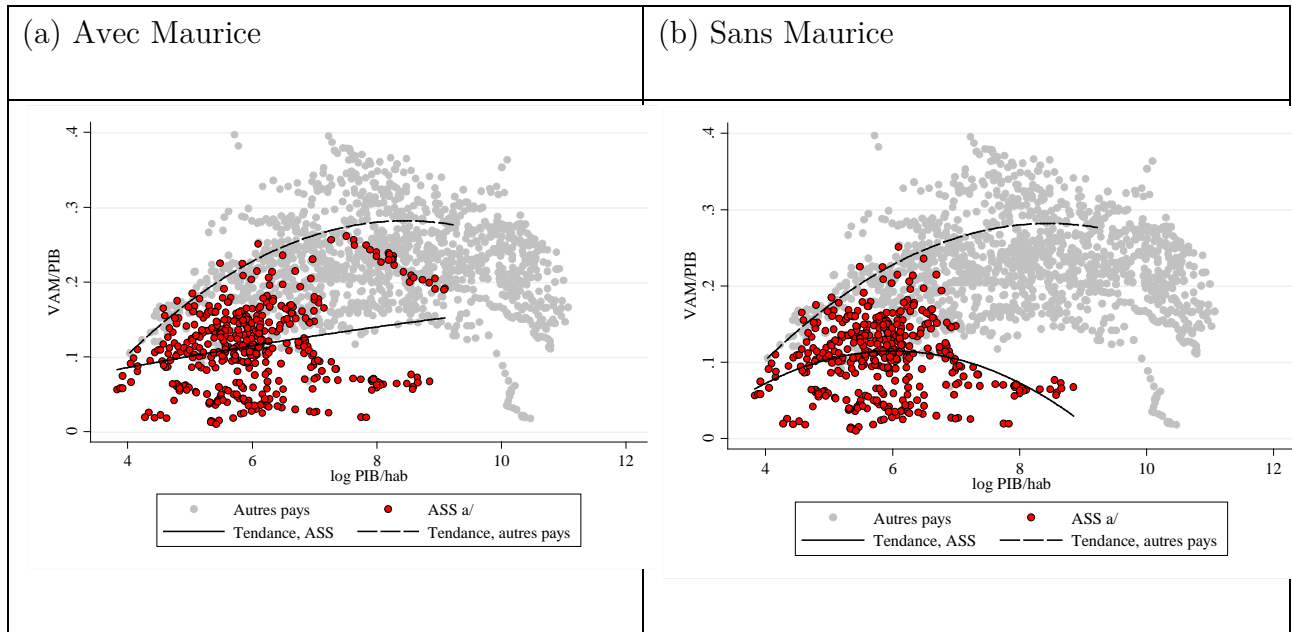 (a) Avec Maurice
(b) Sans Maurice
.4
.3
.2
.1
0
VAM/PIB
4 6 8 10 12
log PIB/hab
Autres pays ASS a/
Tendance, ASS Tendance, autres pays
.4
.3
.2
.1
0
VAM/PIB
4 6 8 10 12
log PIB/hab
Autres pays ASS a/
Tendance, ASS Tendance, autres pays